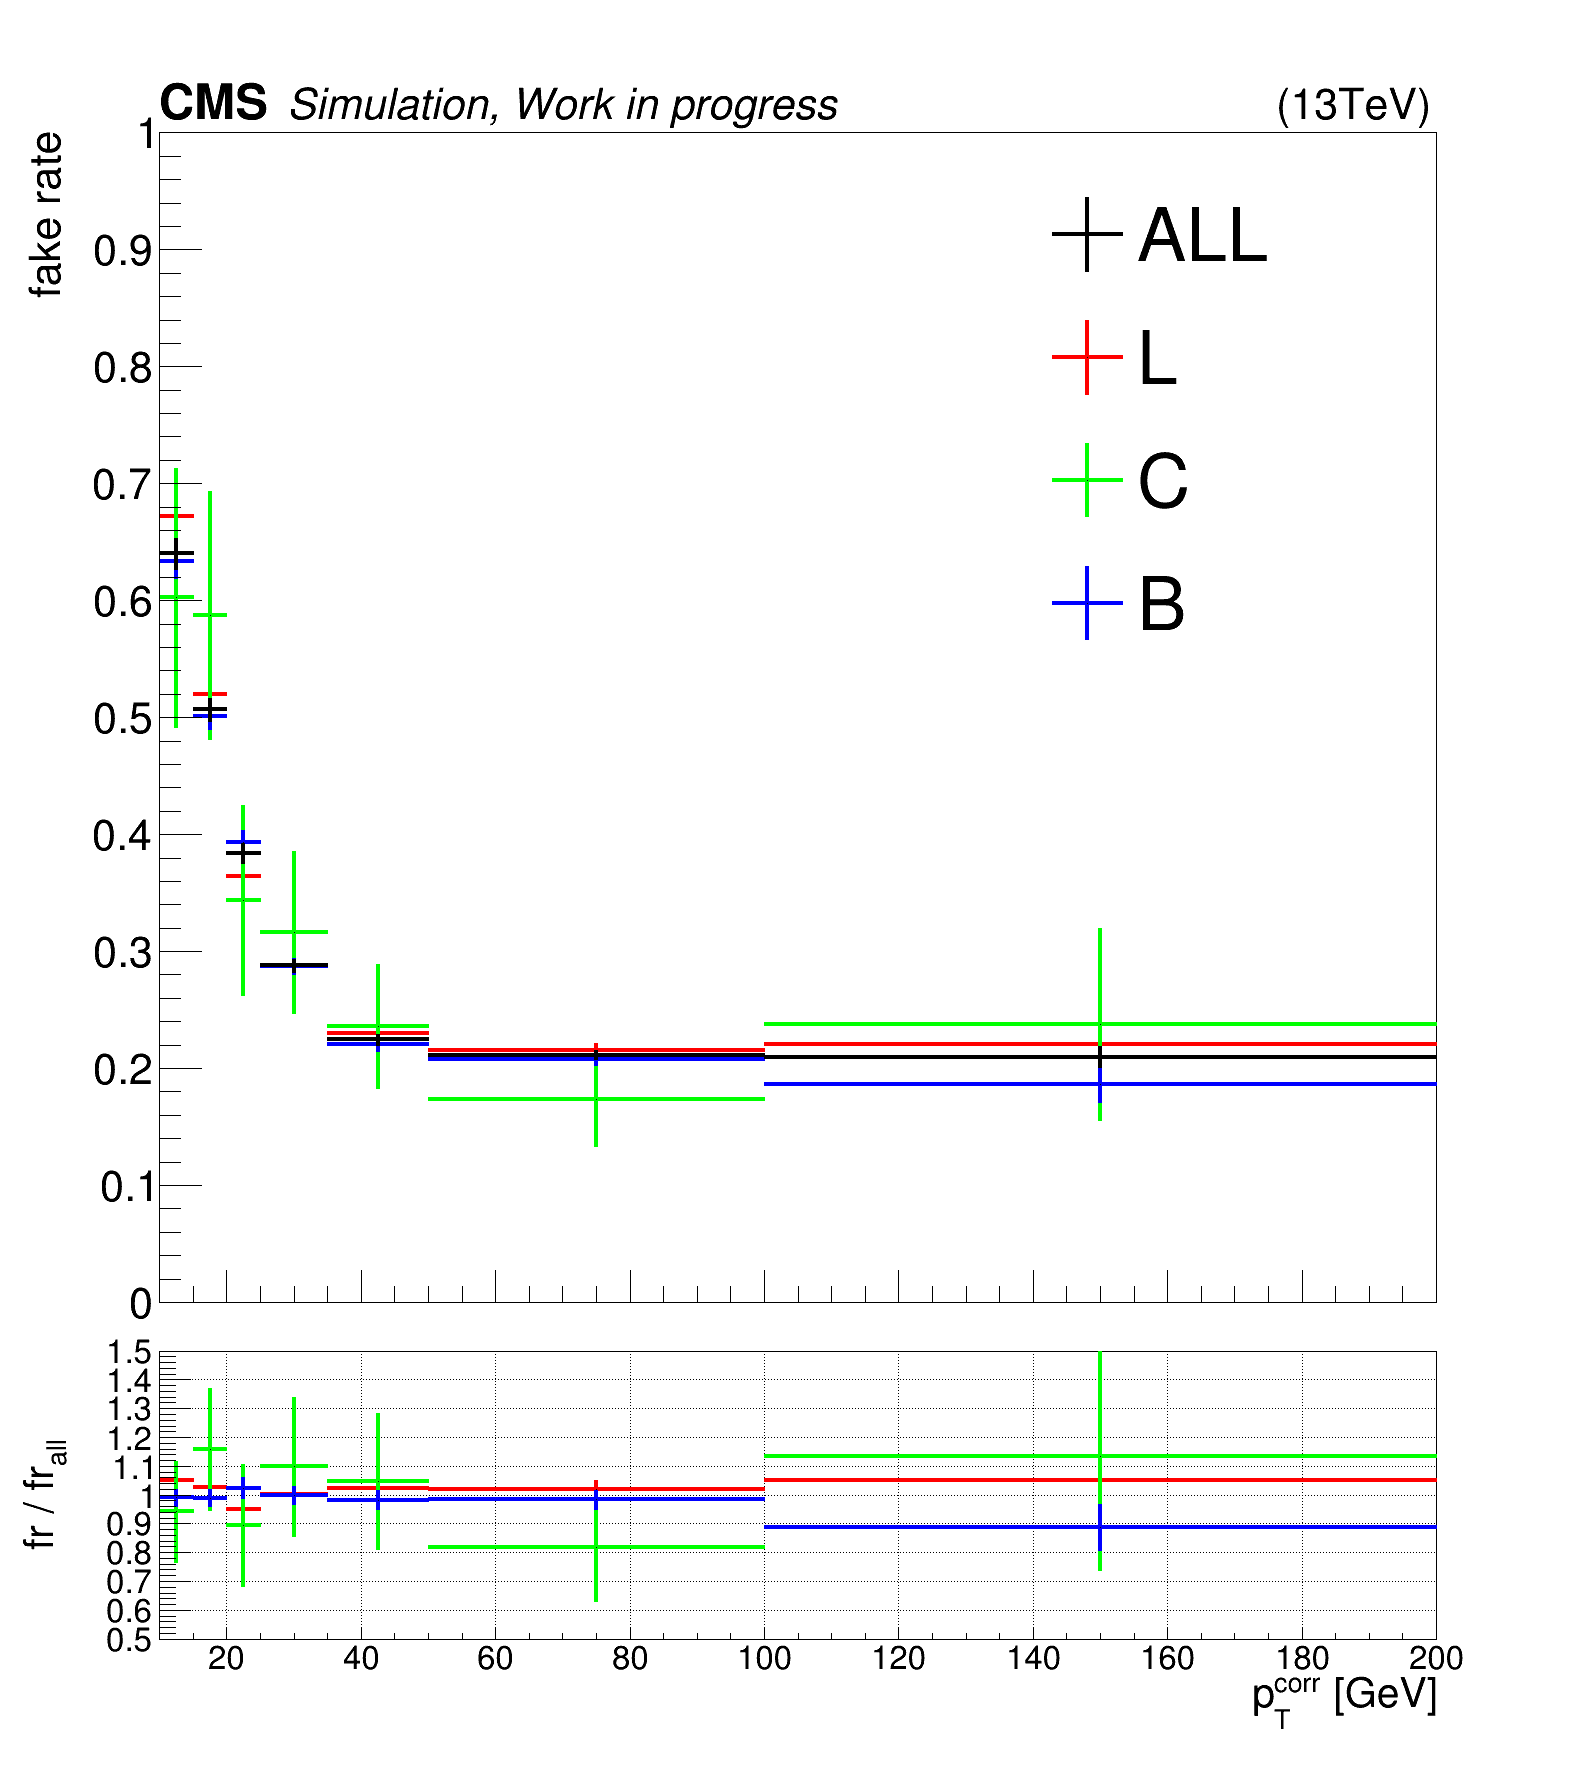 CMS Simulation, Work in progress (13TeV)
fake rate
1
0.9
0.8
0.7
0.6
0.5
0.4
0.3
0.2
0.1
0
ALL
L
C
B
fr / fr_all
1.5
1.4
1.3
1.2
1.1
1
0.9
0.8
0.7
0.6
0.5
20 40 60 80 100 120 140 160 180 200
p_T^corr [GeV]